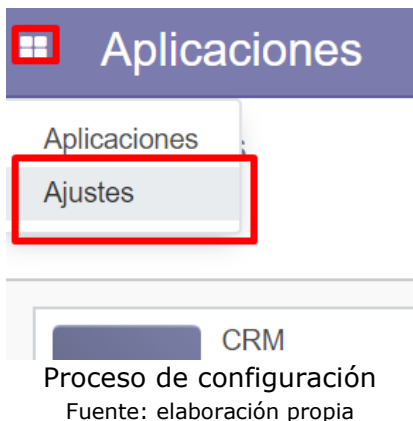 Aplicaciones
Aplicaciones
Ajustes
CRM
Proceso de configuración
Fuente: elaboración propia